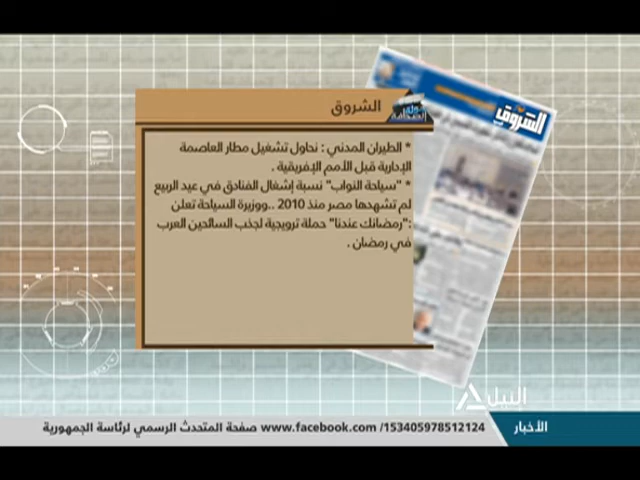 الشروق
الشروق
* الطيران المدني : نحاول تشغيل مطار العاصمة
الإدارية قبل الأمم الإفريقية .
* "سياحة النواب" نسبة إشغال الفنادق في عيد الربيع
لم تشهدها مصر منذ 2010 ..ووزيرة السياحة تعلن
:"رمضانك عندنا" حملة ترويجية لجذب السائحين العرب
في رمضان .
النيل
الأخبار
صفحة المتحدث الرسمي لرئاسة الجمهورية www.facebook.com /153405978512124